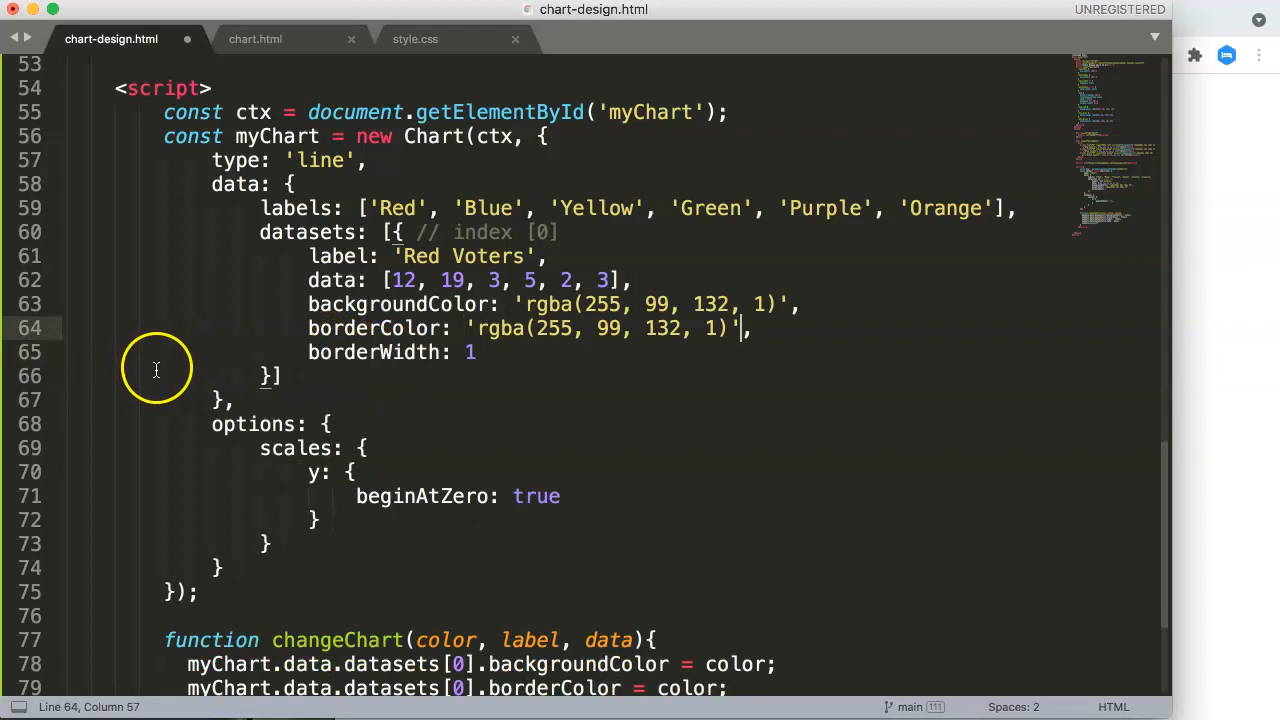 chart-design.html
UNREGISTERED
chart-design.html
chart.html
style.css
53
54 <script>
55 const ctx = document.getElementById('myChart');
56 const myChart = new Chart(ctx, {
57 type: 'line',
58 data: {
59 labels: ['Red', 'Blue', 'Yellow', 'Green', 'Purple', 'Orange'],
60 datasets: [{ // index [0]
61 label: 'Red Voters',
62 data: [12, 19, 3, 5, 2, 3],
63 backgroundColor: 'rgba(255, 99, 132, 1)',
64 borderColor: 'rgba(255, 99, 132, 1)',
65 borderWidth: 1
66 }]
67 },
68 options: {
69 scales: {
70 y: {
71 beginAtZero: true
72 }
73 }
74 }
75 });
76
77 function changeChart(color, label, data){
78 myChart.data.datasets[0].backgroundColor = color;
79 myChart.data.datasets[0].borderColor = color;
Line 64, Column 57
main 111
Spaces: 2
HTML